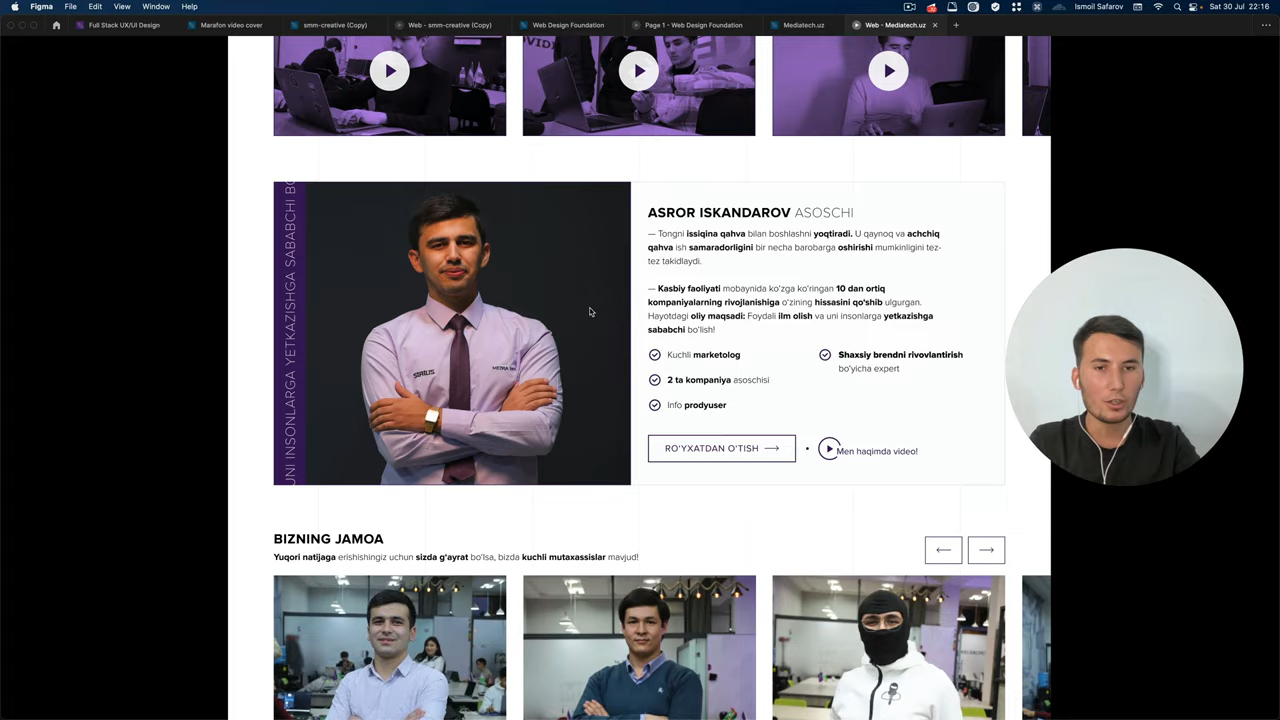 Figma File Edit View Window Help
Ismoil Safarov Sat 30 Jul 22:16
Full Stack UX/UI Design Marafon video cover smm-creative (Copy) Web - smm-creative (Copy) Web Design Foundation Page 1 - Web Design Foundation Mediatech.uz Web - Mediatech.uz
UNI INSONLARGA YETKAZISHGA SABABCHI
SIRIUS
ASROR ISKANDAROV ASOSCHI
— Tongni issiqina qahva bilan boshlashni yoqtiradi. U qaynoq va achchiq
qahva ish samaradorligini bir necha barobarga oshirishi mumkinligini tez-
tez takidlaydi.
— Kasbiy faoliyati mobaynida ko'zga ko'ringan 10 dan ortiq
kompaniyalarning rivojlanishiga o'zining hissasini qo'shib ulgurgan.
Hayotdagi oliy maqsadi: Foydali ilm olish va uni insonlarga yetkazishga
sababchi bo'lish!
Kuchli marketolog
Shaxsiy brendni rivovlantirish
bo'yicha expert
2 ta kompaniya asoschisi
Info prodyuser
RO'YXATDAN O'TISH
Men haqimda video!
BIZNING JAMOA
Yuqori natijaga erishishingiz uchun sizda g'ayrat bo'lsa, bizda kuchli mutaxassislar mavjud!